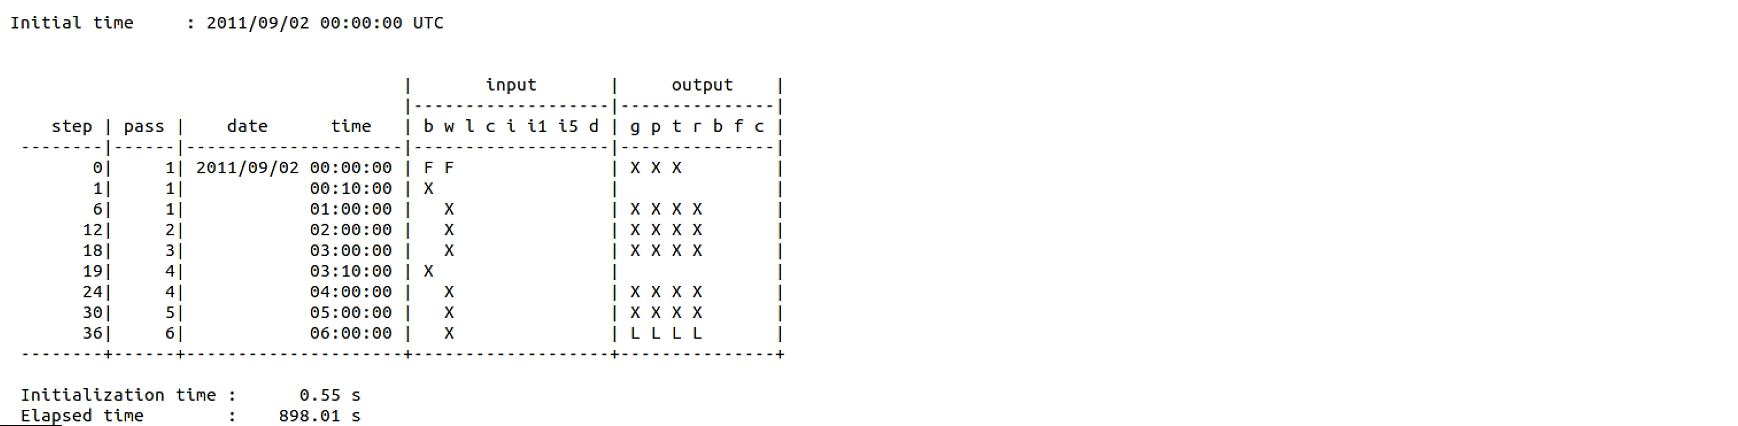 Initial time     : 2011/09/02 00:00:00 UTC
                                      |       input       |     output    |
                                      |-------------------|---------------|
    step | pass |    date      time   | b w l c i i1 i5 d | g p t r b f c |
 --------|------|---------------------|-------------------|---------------|
        0|     1| 2011/09/02 00:00:00 | F F               | X X X         |
        1|     1|            00:10:00 | X                 |               |
        6|     1|            01:00:00 |   X               | X X X X       |
       12|     2|            02:00:00 |   X               | X X X X       |
       18|     3|            03:00:00 |   X               | X X X X       |
       19|     4|            03:10:00 | X                 |               |
       24|     4|            04:00:00 |   X               | X X X X       |
       30|     5|            05:00:00 |   X               | X X X X       |
       36|     6|            06:00:00 |   X               | L L L L       |
 --------+------+---------------------+-------------------+---------------+
 Initialization time :      0.55 s
 Elapsed time        :    898.01 s